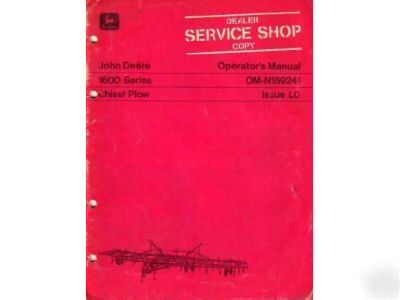 DEALER
SERVICE SHOP
COPY
John Deere Operator's Manual
1600 Series OM-N159241
Chisel Plow Issue L0